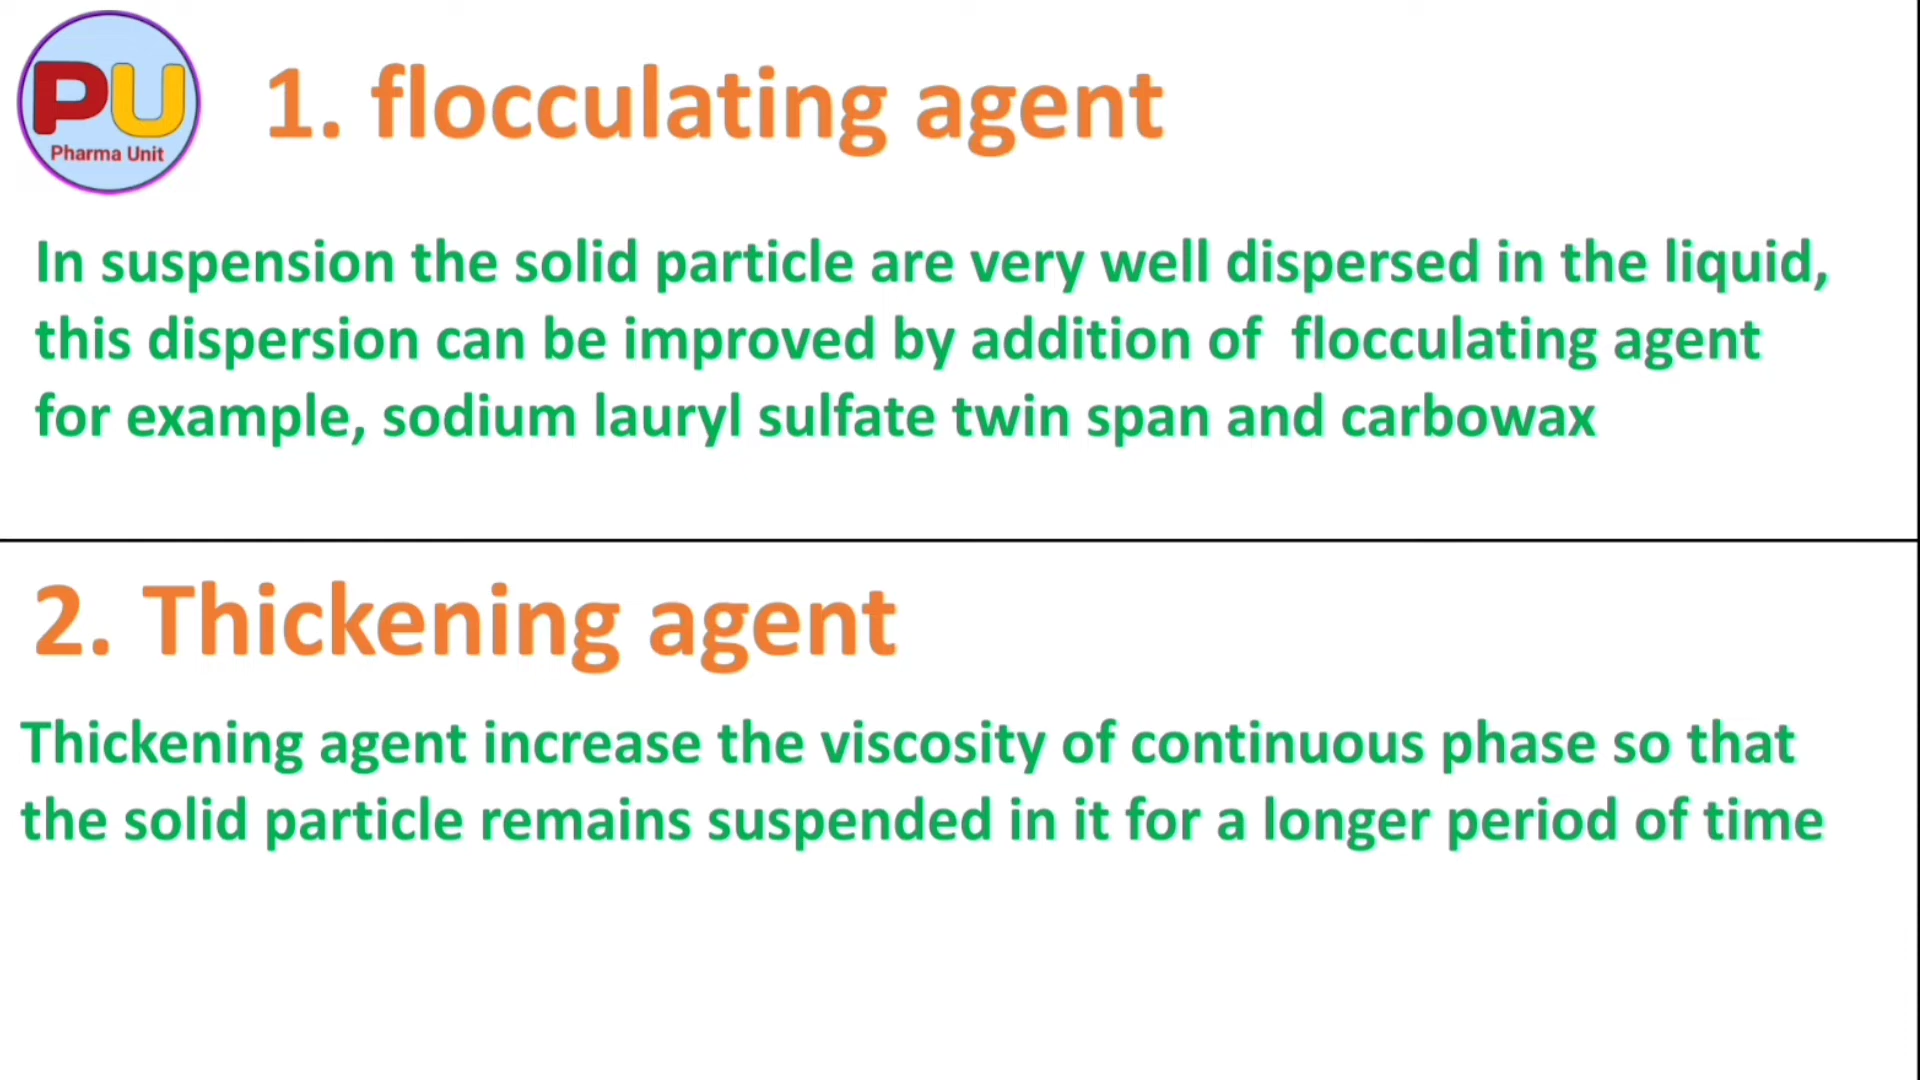 PU
Pharma Unit
1. flocculating agent
In suspension the solid particle are very well dispersed in the liquid,
this dispersion can be improved by addition of flocculating agent
for example, sodium lauryl sulfate twin span and carbowax
2. Thickening agent
Thickening agent increase the viscosity of continuous phase so that
the solid particle remains suspended in it for a longer period of time